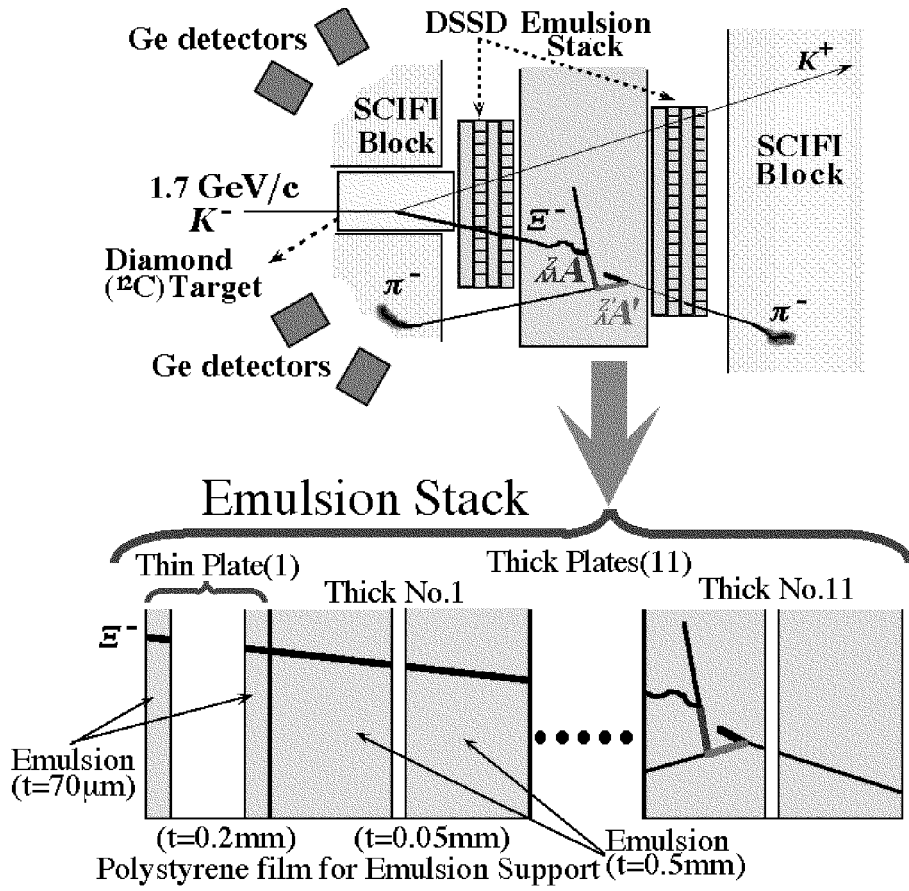 Ge detectors
DSSD Emulsion
Stack
K⁺
SCIFI
Block
SCIFI
Block
1.7 GeV/c
K⁻
Ξ⁻
Diamond
(¹²C) Target
π⁻
ᶻ_ΛΛA
ᶻ'_ΛA'
π⁻
Ge detectors
Emulsion Stack
Thin Plate(1)
Thick Plates(11)
Thick No.1
Thick No.11
Ξ⁻
Emulsion
(t=70μm)
(t=0.2mm)
(t=0.05mm)
Emulsion
(t=0.5mm)
Polystyrene film for Emulsion Support